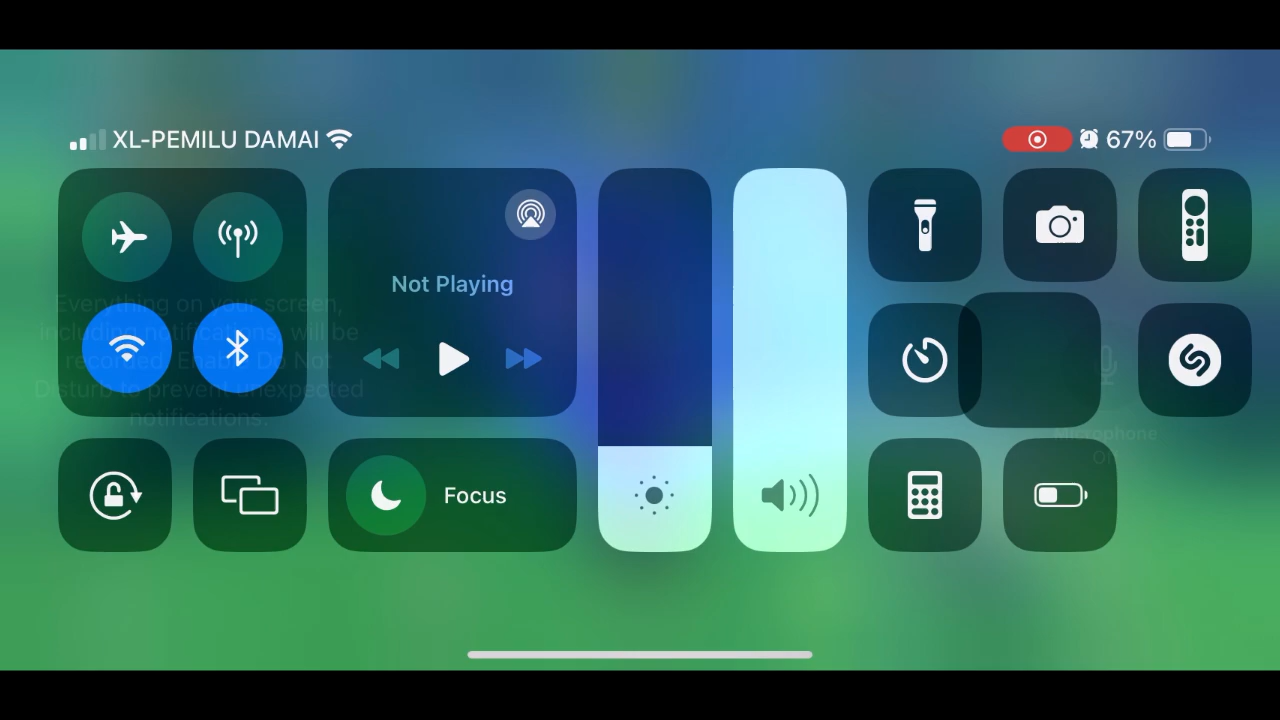 XL-PEMILU DAMAI
67%
Not Playing
Everything on your screen,
including notifications, will be
recorded. Enable Do Not
Disturb to prevent unexpected
notifications.
Microphone
Focus